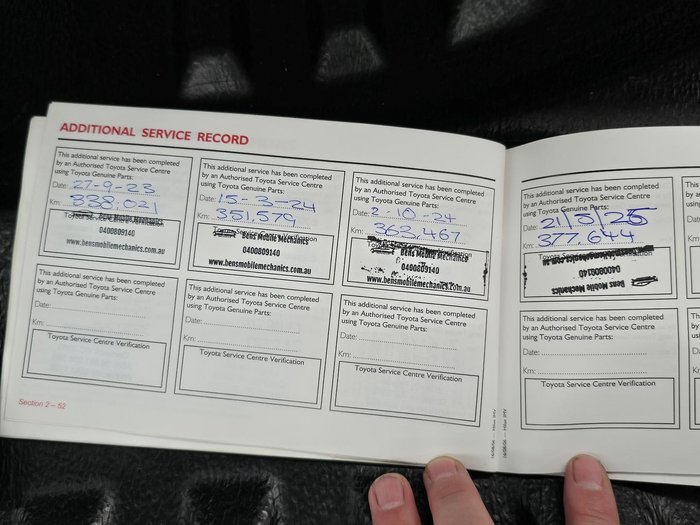 ADDITIONAL SERVICE RECORD
This additional service has been completed
by an Authorised Toyota Service Centre
using Toyota Genuine Parts:
Date: 27-9-23
Km: 338.021
Toyota Service
Bens Mobile Mechanics
0400809140
www.bensmobilemechanics.com.au
This additional service has been completed
by an Authorised Toyota Service Centre
using Toyota Genuine Parts:
Date: 15-3-24
Km: 351.579
Toyota Service Centre Verification
Bens Mobile Mechanics
0400809140
www.bensmobilemechanics.com.au
This additional service has been completed
by an Authorised Toyota Service Centre
using Toyota Genuine Parts:
Date: 2-10-24
Km: 363.467
Toyota Service Centre Verification
Bens Mobile Mechanics
0400809140
www.bensmobilemechanics.com.au
This additional service has been completed
by an Authorised Toyota Service Centre
using Toyota Genuine Parts:
Date: 21/5/25
Km: 377.644
Bens Mobile Mechanics
0400809140
This additional service has been completed
by an Authorised Toyota Service Centre
using Toyota Genuine Parts:
Date:
Km:
Toyota Service Centre Verification
This additional service has been completed
by an Authorised Toyota Service Centre
using Toyota Genuine Parts:
Date:
Km:
Toyota Service Centre Verification
This additional service has been completed
by an Authorised Toyota Service Centre
using Toyota Genuine Parts:
Date:
Km:
Toyota Service Centre Verification
This additional service has been completed
by an Authorised Toyota Service Centre
using Toyota Genuine Parts:
Date:
Km:
Toyota Service Centre Verification
Section 2 – 52